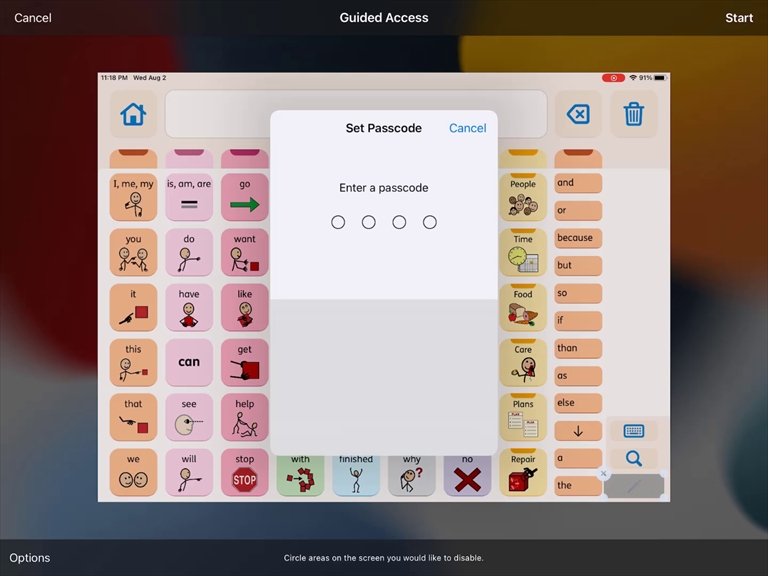 Cancel
Guided Access
Start
11:18 PM Wed Aug 2
91%
Set Passcode
Cancel
Enter a passcode
I, me, my
is, am, are
go
People
and
or
you
do
want
Time
because
but
it
have
like
Food
so
if
this
can
get
Care
than
as
that
see
help
Plans
else
PLAN
PLAN
we
will
stop
STOP
with
finished
why
no
Repair
a
the
Options
Circle areas on the screen you would like to disable.